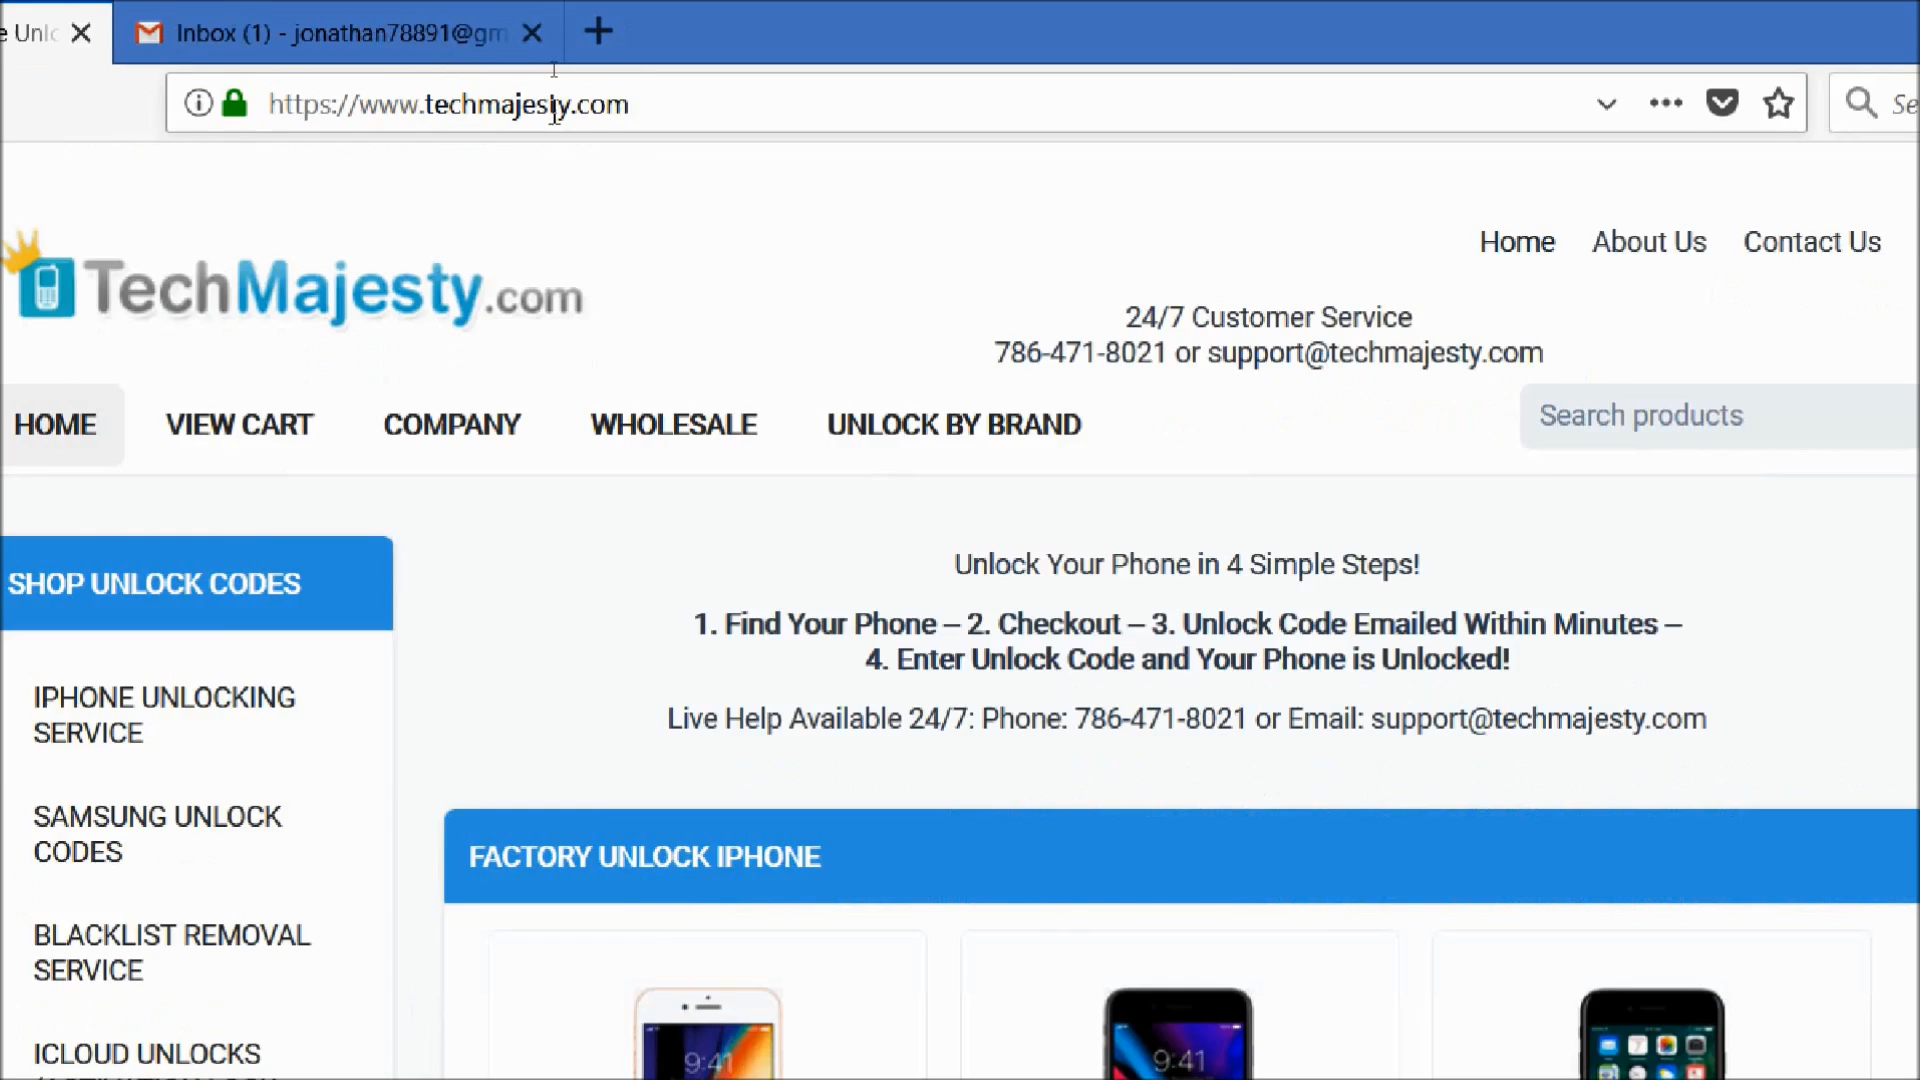 e Unlo
Inbox (1) - jonathan78891@gm
https://www.techmajesty.com
Se
TechMajesty.com
Home About Us Contact Us
24/7 Customer Service
786-471-8021 or support@techmajesty.com
HOME VIEW CART COMPANY WHOLESALE UNLOCK BY BRAND
Search products
SHOP UNLOCK CODES
IPHONE UNLOCKING
SERVICE
SAMSUNG UNLOCK
CODES
BLACKLIST REMOVAL
SERVICE
ICLOUD UNLOCKS
Unlock Your Phone in 4 Simple Steps!
1. Find Your Phone – 2. Checkout – 3. Unlock Code Emailed Within Minutes –
4. Enter Unlock Code and Your Phone is Unlocked!
Live Help Available 24/7: Phone: 786-471-8021 or Email: support@techmajesty.com
FACTORY UNLOCK IPHONE
9:41
9:41